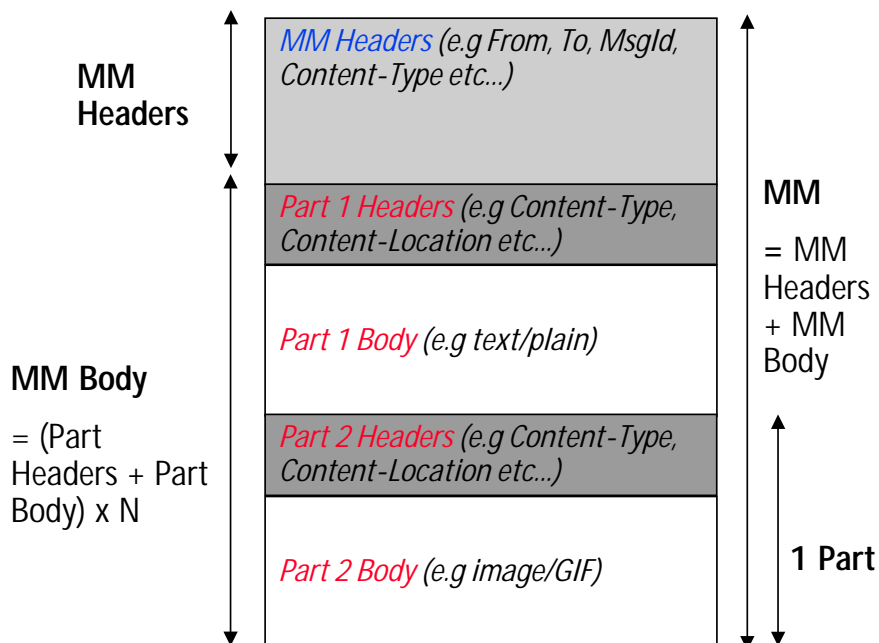 MM
Headers
MM Headers (e.g From, To, MsgId,
Content-Type etc...)
Part 1 Headers (e.g Content-Type,
Content-Location etc...)
Part 1 Body (e.g text/plain)
MM Body
= (Part
Headers + Part
Body) x N
Part 2 Headers (e.g Content-Type,
Content-Location etc...)
Part 2 Body (e.g image/GIF)
MM
= MM
Headers
+ MM
Body
1 Part